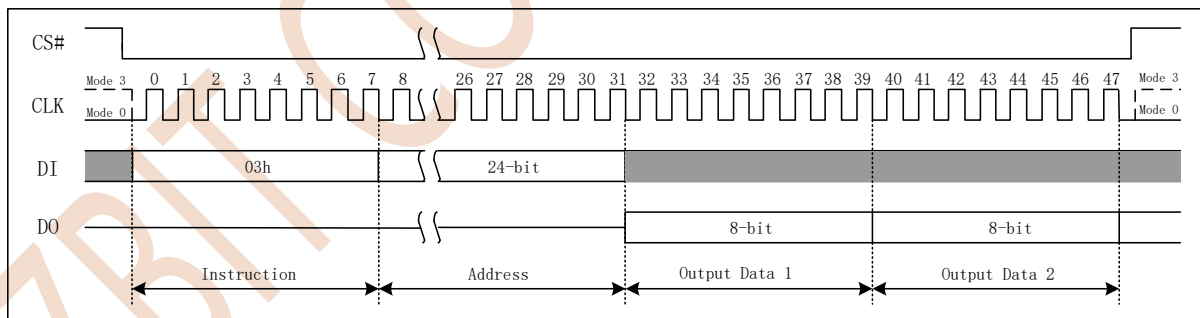 CS#
Mode 3 0 1 2 3 4 5 6 7 8 26 27 28 29 30 31 32 33 34 35 36 37 38 39 40 41 42 43 44 45 46 47 Mode 3
CLK
Mode 0 Mode 0
DI 03h 24-bit
DO 8-bit 8-bit
Instruction Address Output Data 1 Output Data 2
ZBIT CO